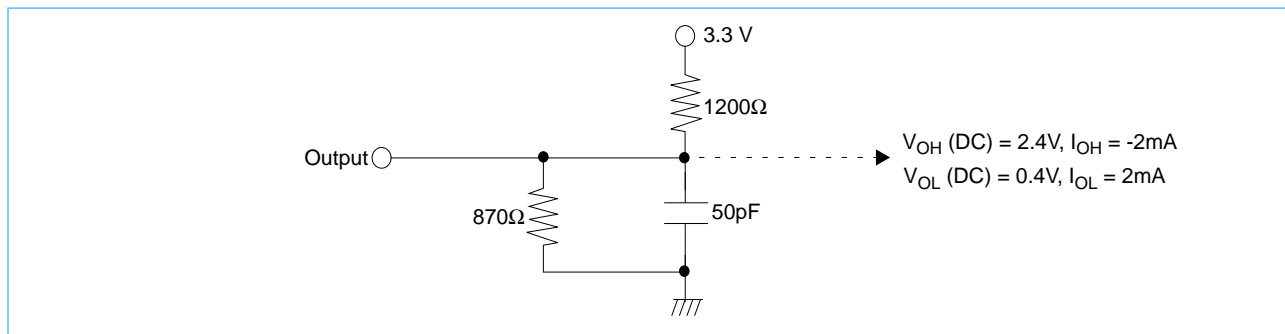 3.3 V
1200Ω
Output
V_OH (DC) = 2.4V, I_OH = -2mA
V_OL (DC) = 0.4V, I_OL = 2mA
870Ω
50pF